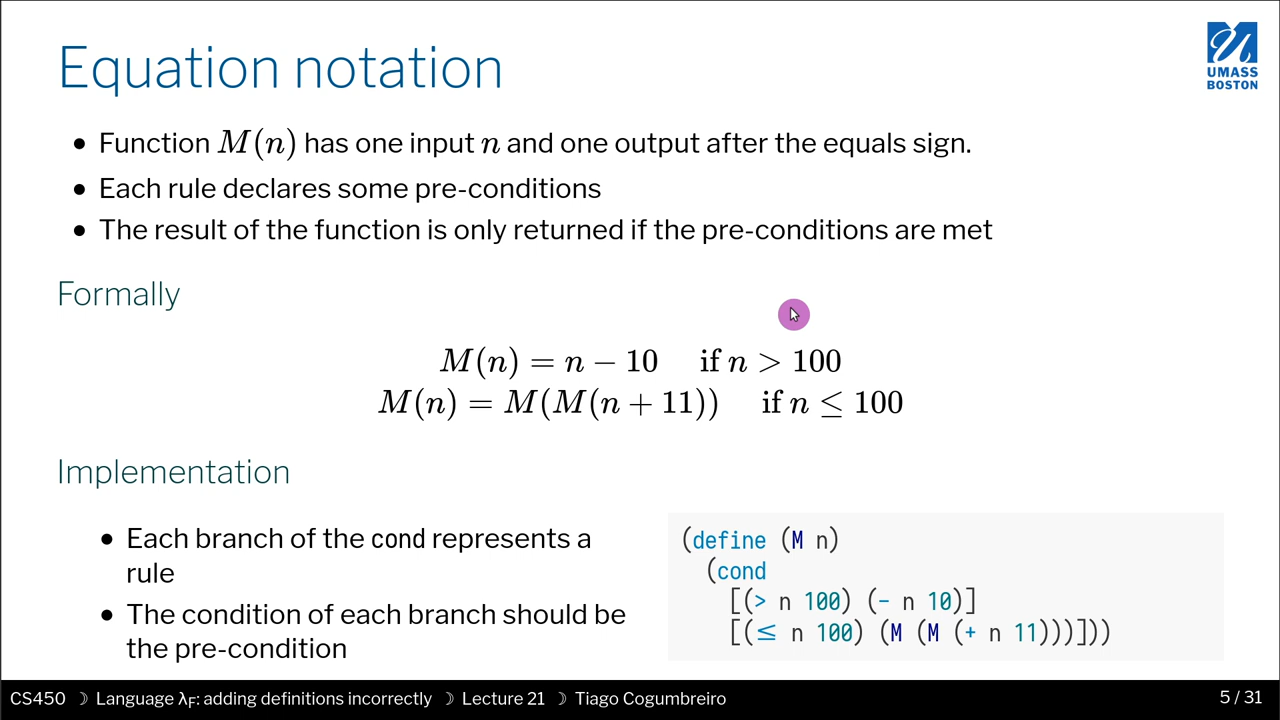 Equation notation
UMASS
BOSTON
• Function M(n) has one input n and one output after the equals sign.
• Each rule declares some pre-conditions
• The result of the function is only returned if the pre-conditions are met
Formally
M(n) = n − 10 if n > 100
M(n) = M(M(n + 11)) if n ≤ 100
Implementation
• Each branch of the cond represents a
rule
• The condition of each branch should be
the pre-condition
(define (M n)
(cond
[(> n 100) (- n 10)]
[(≤ n 100) (M (M (+ n 11)))]))
CS450 ☽ Language λF: adding definitions incorrectly ☽ Lecture 21 ☽ Tiago Cogumbreiro
5 / 31